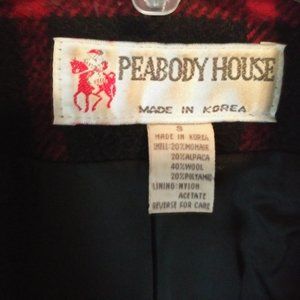 PEABODY HOUSE
MADE IN KOREA
S
MADE IN KOREA
SHELL:20%MOHAIR
20%ALPACA
40%WOOL
20%POLYAMID
LINING:NYLON
ACETATE
REVERSE FOR CARE